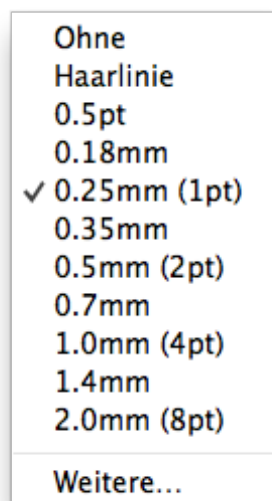 Ohne
Haarlinie
0.5pt
0.18mm
✓ 0.25mm (1pt)
0.35mm
0.5mm (2pt)
0.7mm
1.0mm (4pt)
1.4mm
2.0mm (8pt)
Weitere...